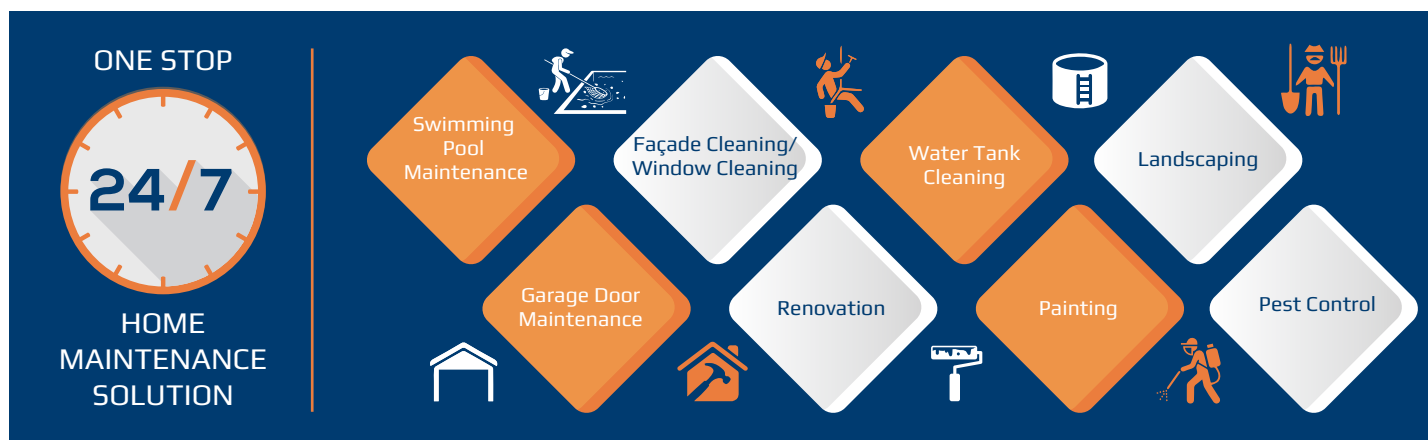 ONE STOP
24/7
HOME
MAINTENANCE
SOLUTION
Swimming
Pool
Maintenance
Façade Cleaning/
Window Cleaning
Water Tank
Cleaning
Landscaping
Garage Door
Maintenance
Renovation
Painting
Pest Control